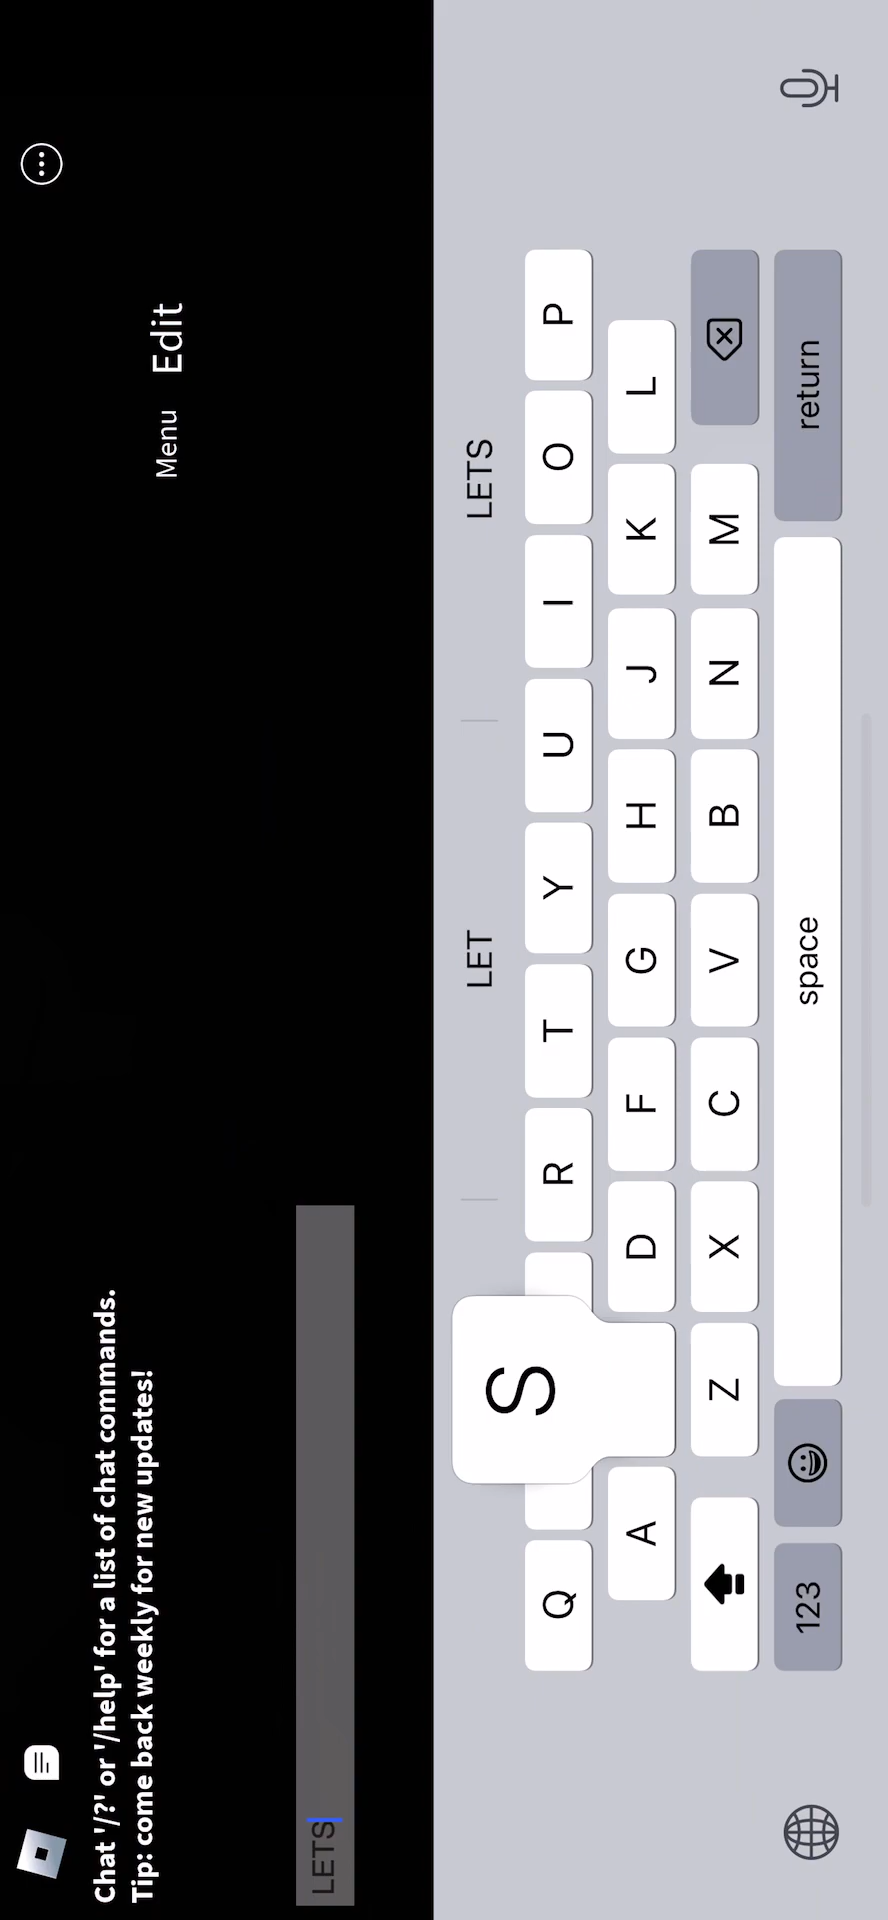 Chat '/?' or '/help' for a list of chat commands.
Tip: come back weekly for new updates!
Menu Edit
LETS
LET LETS
Q R T Y U I O P
S
A D F G H J K L
Z X C V B N M
123 space return